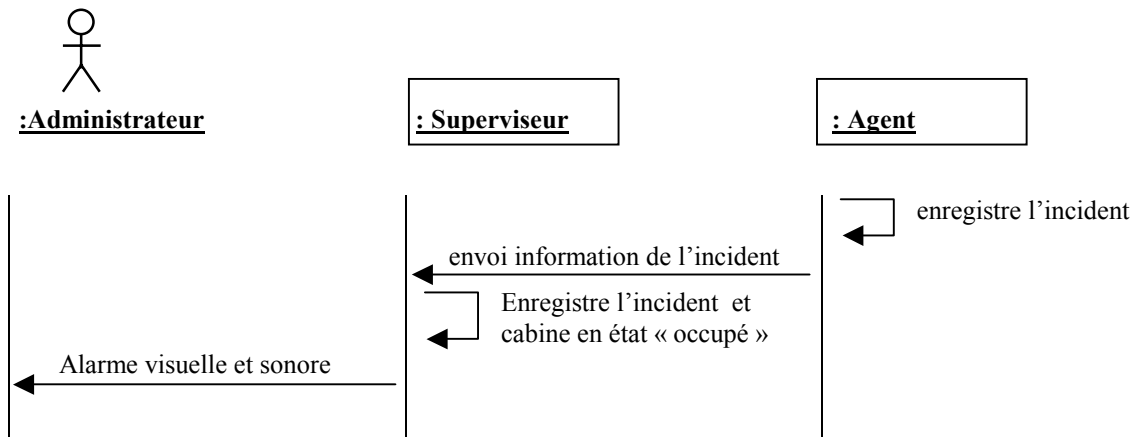 :Administrateur
: Superviseur
: Agent
enregistre l’incident
envoi information de l’incident
Enregistre l’incident et
cabine en état « occupé »
Alarme visuelle et sonore